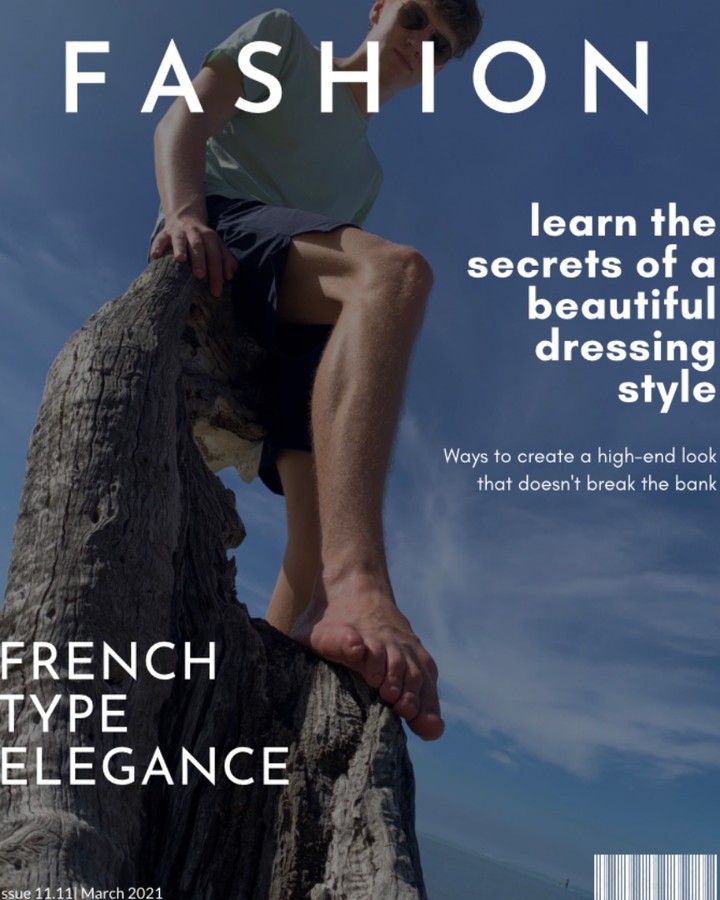 FASHION
learn the
secrets of a
beautiful
dressing
style
Ways to create a high-end look
that doesn't break the bank
FRENCH
TYPE
ELEGANCE
ssue 11.11| March 2021